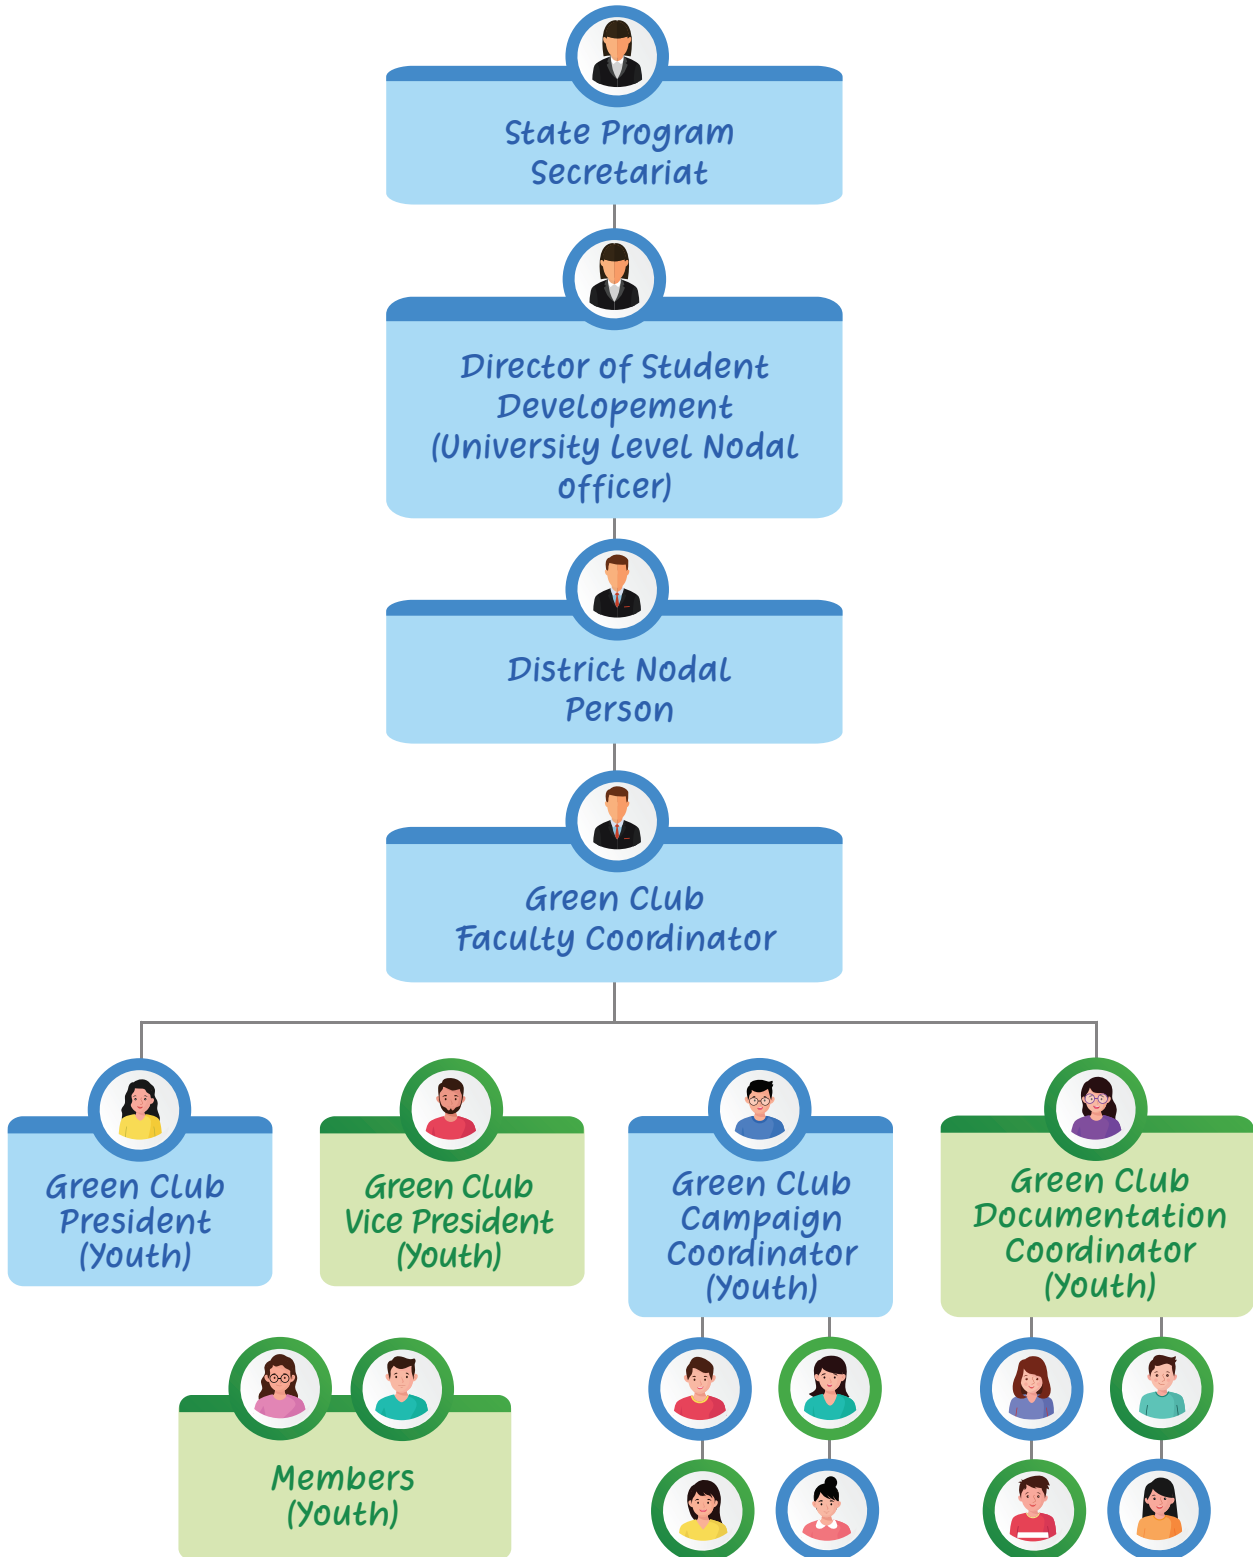 State Program
Secretariat
Director of Student
Developement
(University Level Nodal
officer)
District Nodal
Person
Green Club
Faculty Coordinator
Green Club
President
(Youth)
Green Club
Vice President
(Youth)
Green Club
Campaign
Coordinator
(Youth)
Green Club
Documentation
Coordinator
(Youth)
Members
(Youth)